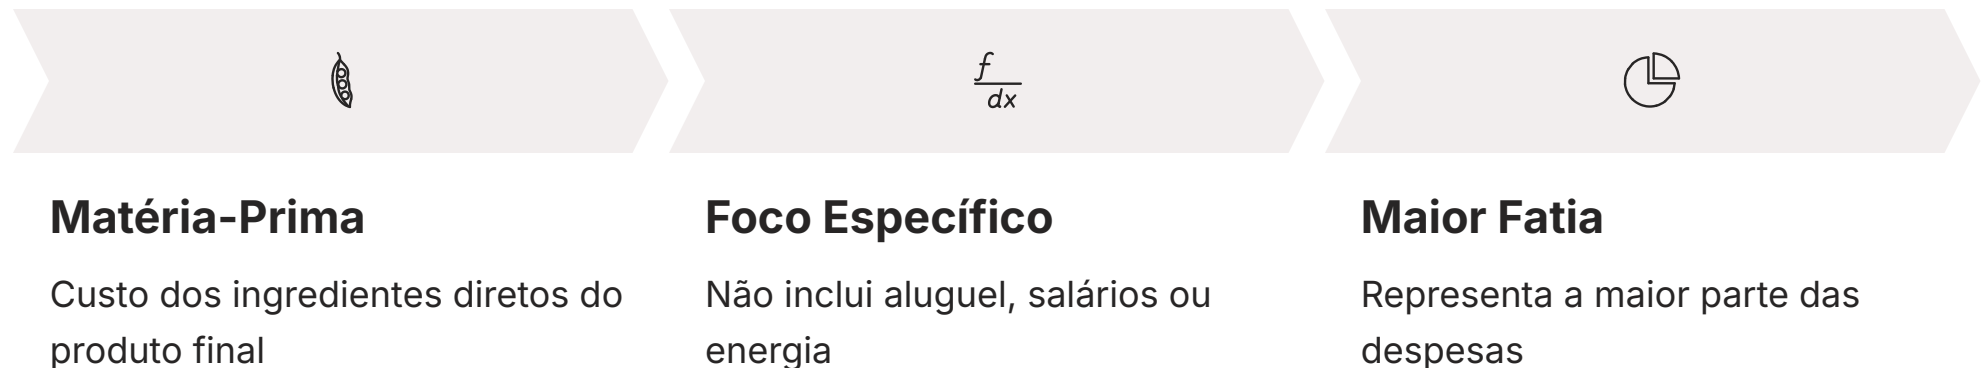 f
dx
Matéria-Prima
Custo dos ingredientes diretos do
produto final
Foco Específico
Não inclui aluguel, salários ou
energia
Maior Fatia
Representa a maior parte das
despesas